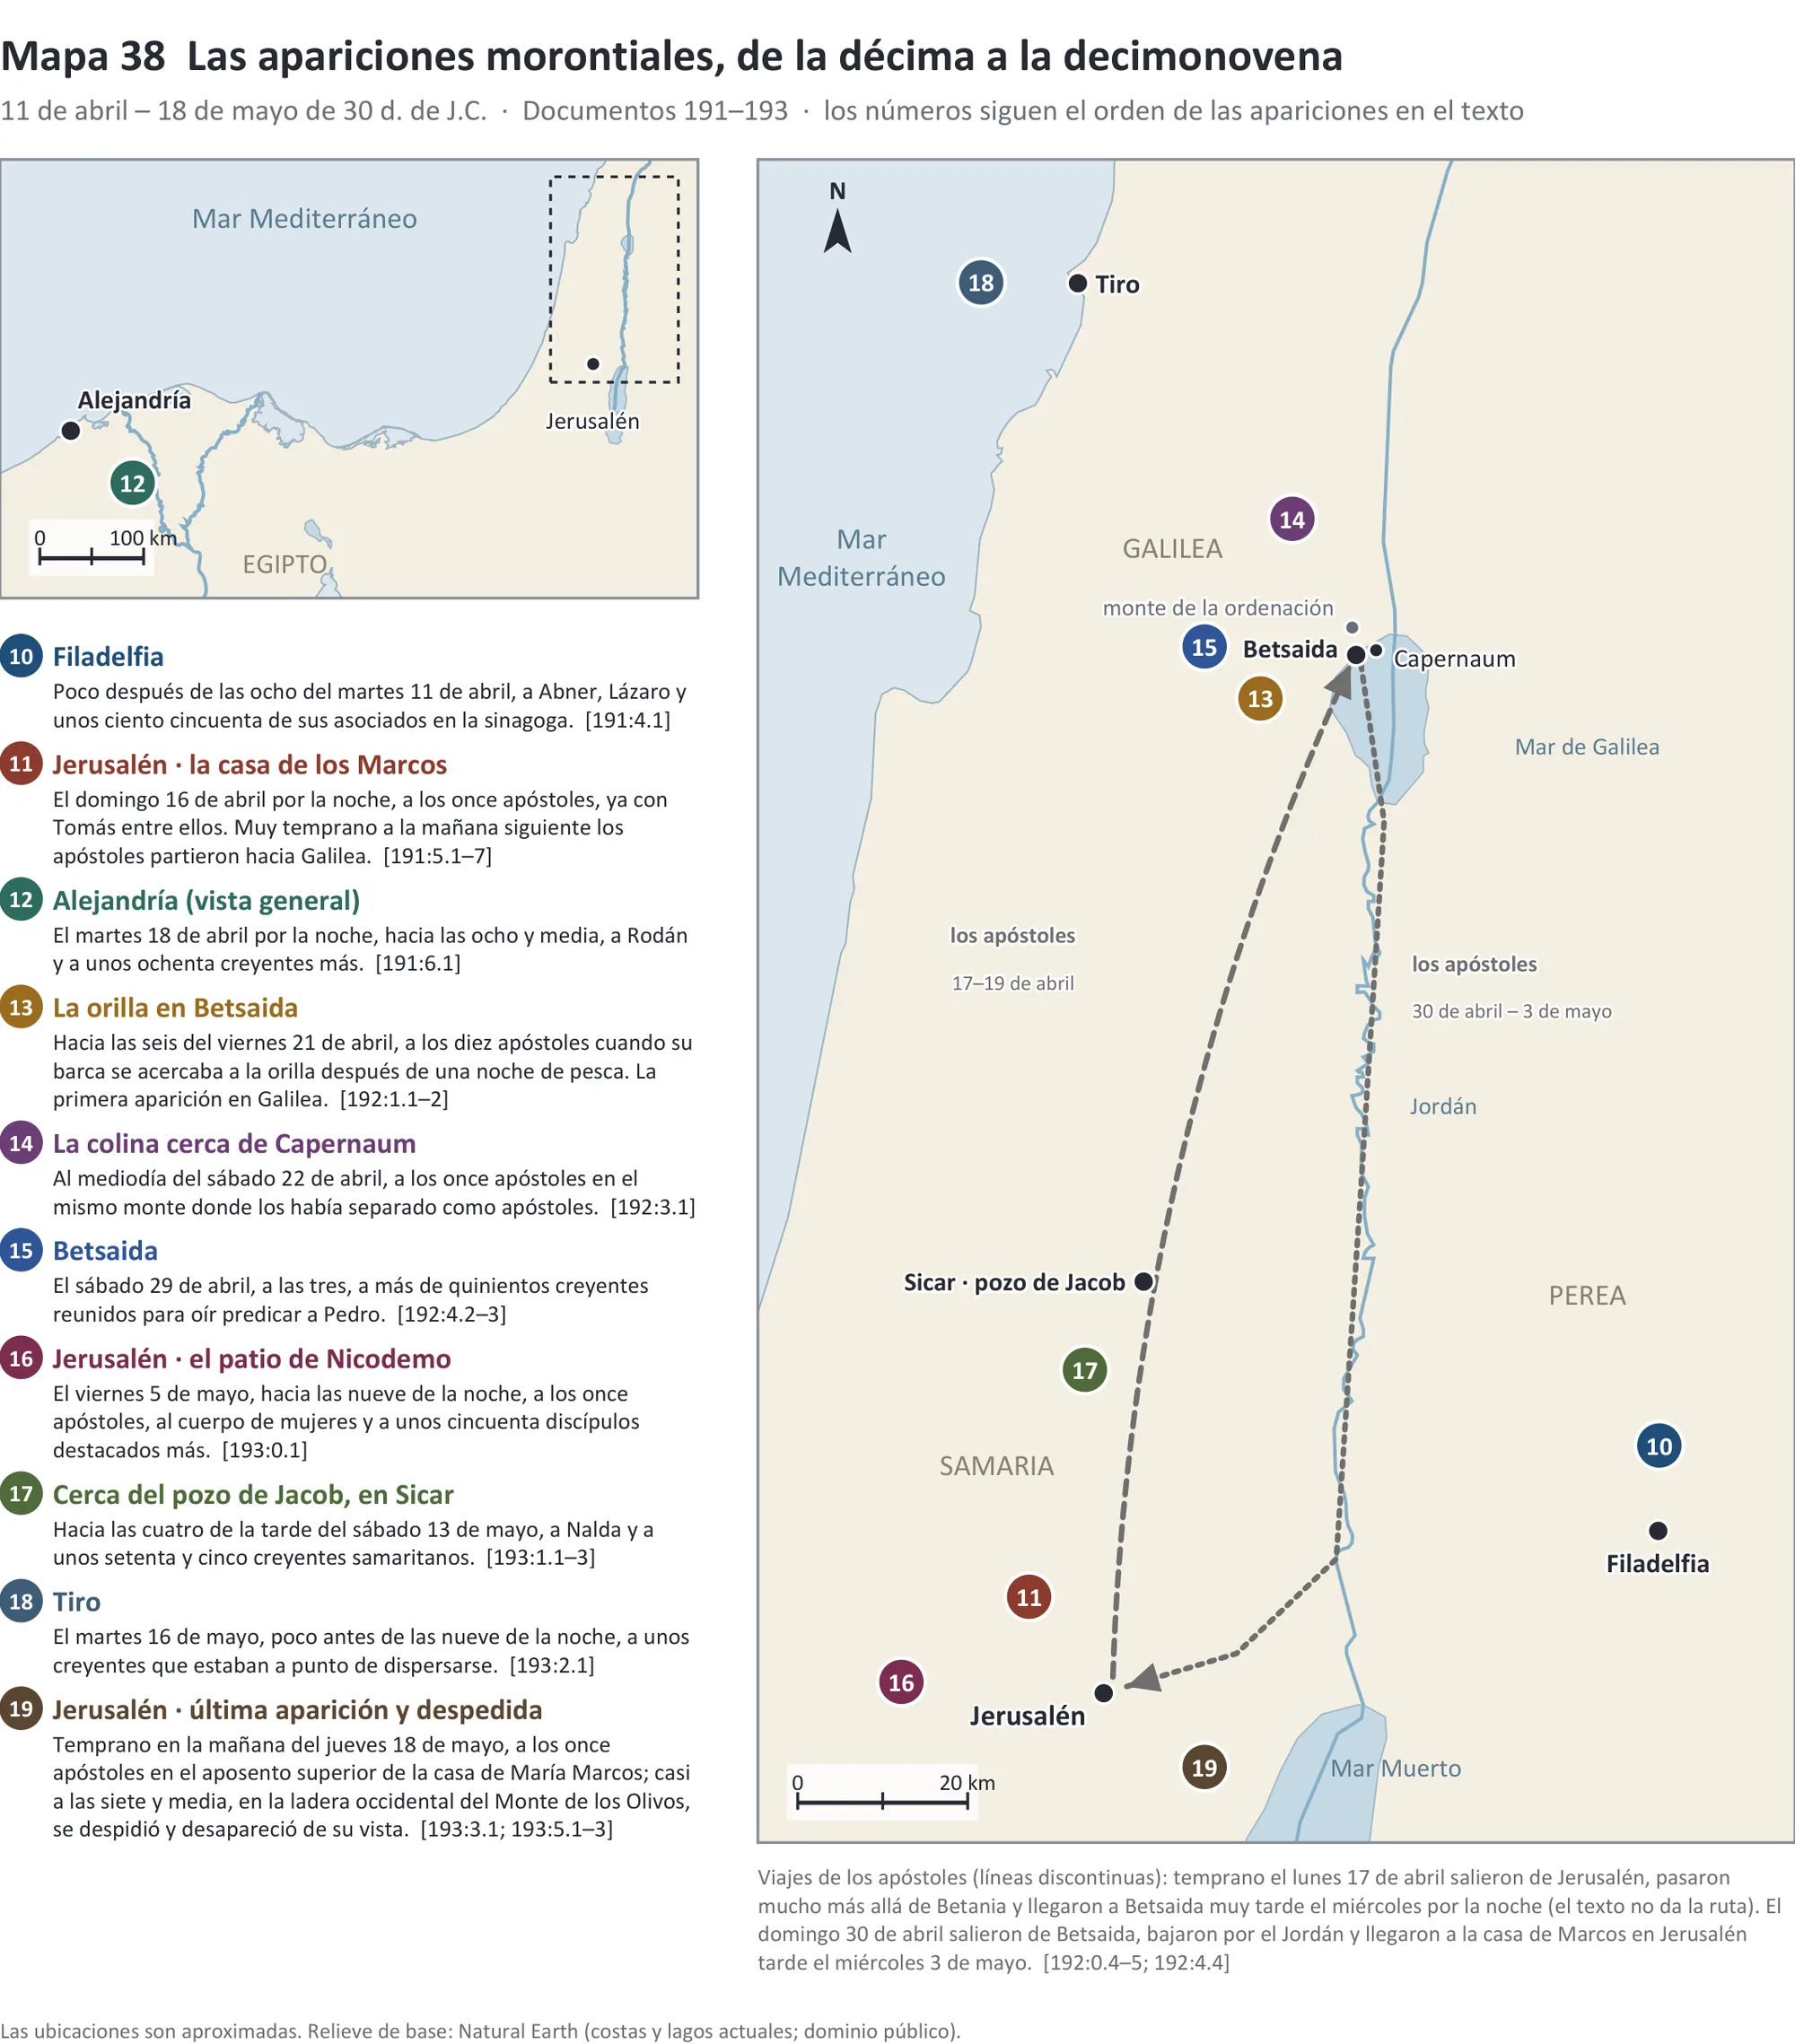 Mapa 38 Las apariciones morontiales, de la décima a la decimonovena
11 de abril – 18 de mayo de 30 d. de J.C. · Documentos 191–193 · los números siguen el orden de las apariciones en el texto
Mar Mediterráneo
Alejandría
Jerusalén
12
0 100 km
EGIPTO
10 Filadelfia
Poco después de las ocho del martes 11 de abril, a Abner, Lázaro y
unos ciento cincuenta de sus asociados en la sinagoga. [191:4.1]
11 Jerusalén · la casa de los Marcos
El domingo 16 de abril por la noche, a los once apóstoles, ya con
Tomás entre ellos. Muy temprano a la mañana siguiente los
apóstoles partieron hacia Galilea. [191:5.1–7]
12 Alejandría (vista general)
El martes 18 de abril por la noche, hacia las ocho y media, a Rodán
y a unos ochenta creyentes más. [191:6.1]
13 La orilla en Betsaida
Hacia las seis del viernes 21 de abril, a los diez apóstoles cuando su
barca se acercaba a la orilla después de una noche de pesca. La
primera aparición en Galilea. [192:1.1–2]
14 La colina cerca de Capernaum
Al mediodía del sábado 22 de abril, a los once apóstoles en el
mismo monte donde los había separado como apóstoles. [192:3.1]
15 Betsaida
El sábado 29 de abril, a las tres, a más de quinientos creyentes
reunidos para oír predicar a Pedro. [192:4.2–3]
16 Jerusalén · el patio de Nicodemo
El viernes 5 de mayo, hacia las nueve de la noche, a los once
apóstoles, al cuerpo de mujeres y a unos cincuenta discípulos
destacados más. [193:0.1]
17 Cerca del pozo de Jacob, en Sicar
Hacia las cuatro de la tarde del sábado 13 de mayo, a Nalda y a
unos setenta y cinco creyentes samaritanos. [193:1.1–3]
18 Tiro
El martes 16 de mayo, poco antes de las nueve de la noche, a unos
creyentes que estaban a punto de dispersarse. [193:2.1]
19 Jerusalén · última aparición y despedida
Temprano en la mañana del jueves 18 de mayo, a los once
apóstoles en el aposento superior de la casa de María Marcos; casi
a las siete y media, en la ladera occidental del Monte de los Olivos,
se despidió y desapareció de su vista. [193:3.1; 193:5.1–3]
N
18
Tiro
14
Mar
Mediterráneo
GALILEA
monte de la ordenación
15
Betsaida
Capernaum
13
Mar de Galilea
los apóstoles
17–19 de abril
los apóstoles
30 de abril – 3 de mayo
Jordán
Sicar · pozo de Jacob
PEREA
17
SAMARIA
10
Filadelfia
11
16
Jerusalén
19
Mar Muerto
0 20 km
Viajes de los apóstoles (líneas discontinuas): temprano el lunes 17 de abril salieron de Jerusalén, pasaron
mucho más allá de Betania y llegaron a Betsaida muy tarde el miércoles por la noche (el texto no da la ruta). El
domingo 30 de abril salieron de Betsaida, bajaron por el Jordán y llegaron a la casa de Marcos en Jerusalén
tarde el miércoles 3 de mayo. [192:0.4–5; 192:4.4]
Las ubicaciones son aproximadas. Relieve de base: Natural Earth (costas y lagos actuales; dominio público).